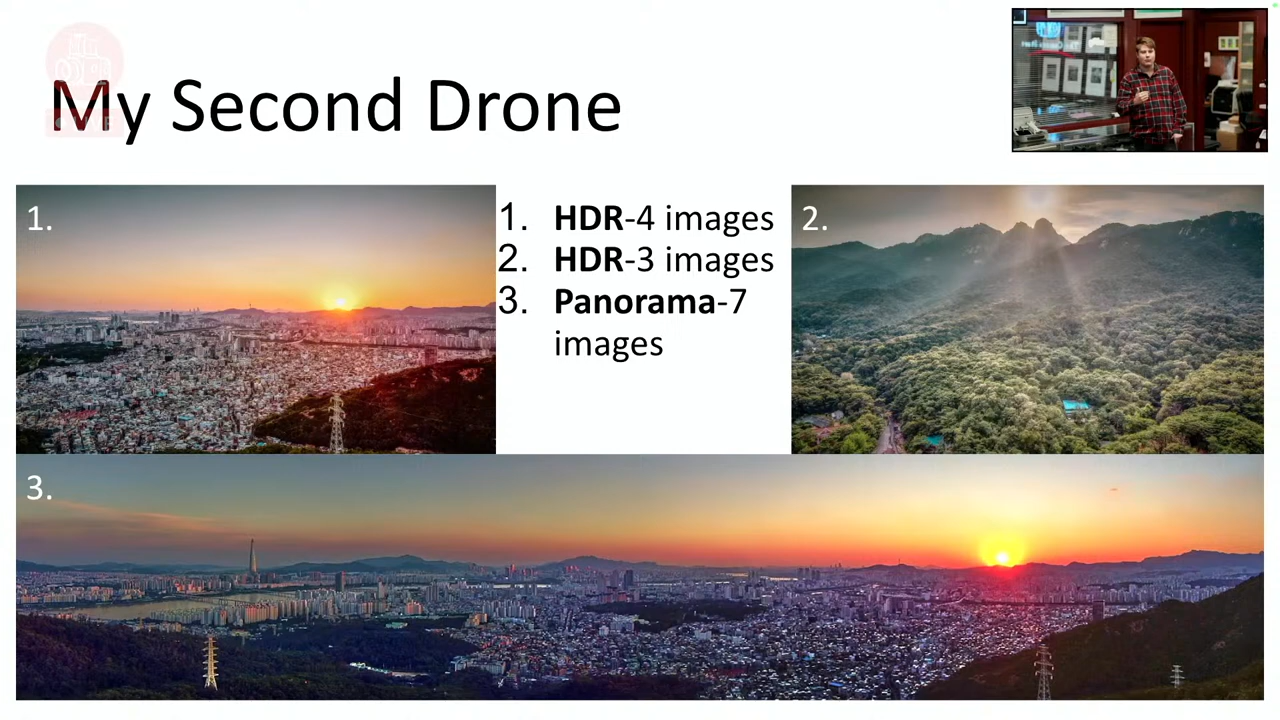 My Second Drone
1.
1. HDR-4 images
2. HDR-3 images
3. Panorama-7
images
2.
3.